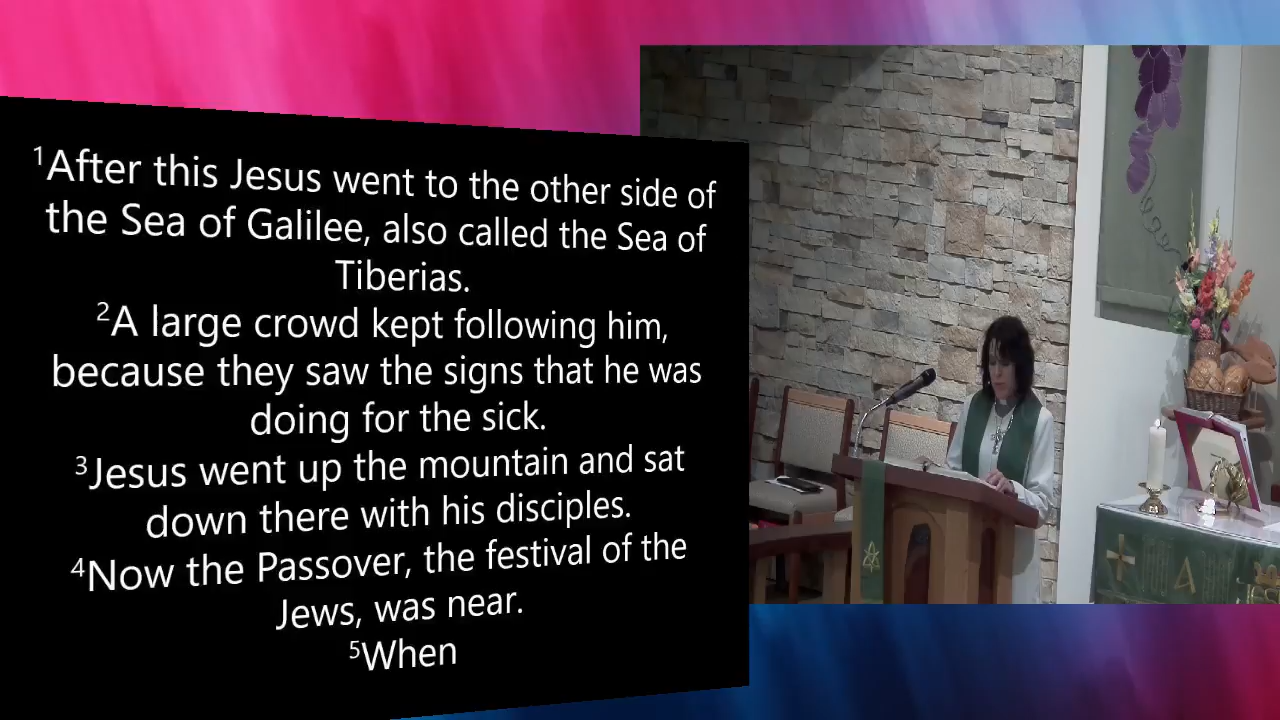 ¹After this Jesus went to the other side of
the Sea of Galilee, also called the Sea of
Tiberias.
²A large crowd kept following him,
because they saw the signs that he was
doing for the sick.
³Jesus went up the mountain and sat
down there with his disciples.
⁴Now the Passover, the festival of the
Jews, was near.
⁵When